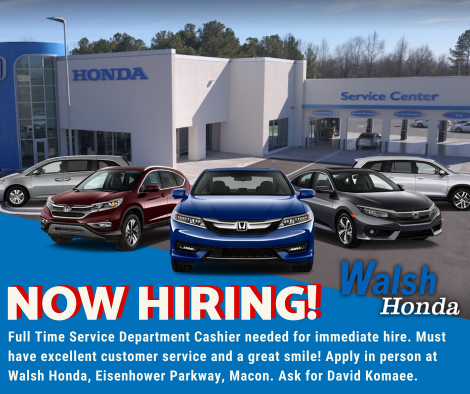 HONDA
Service Center
NOW HIRING!
Walsh
Honda
Full Time Service Department Cashier needed for immediate hire. Must
have excellent customer service and a great smile! Apply in person at
Walsh Honda, Eisenhower Parkway, Macon. Ask for David Komaee.